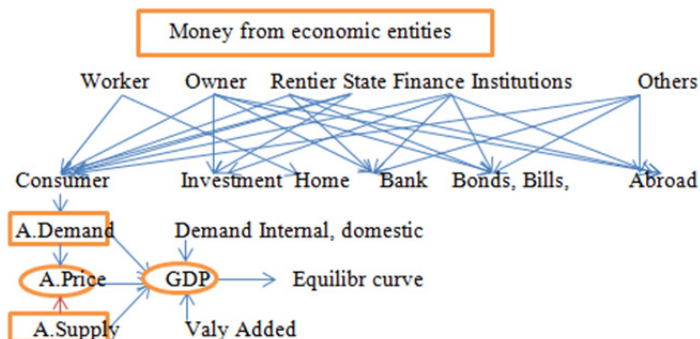 Money from economic entities
Worker Owner Rentier State Finance Institutions Others
Consumer Investment Home Bank Bonds, Bills, Abroad
A.Demand Demand Internal, domestic
A.Price GDP Equilibr curve
A.Supply Valy Added